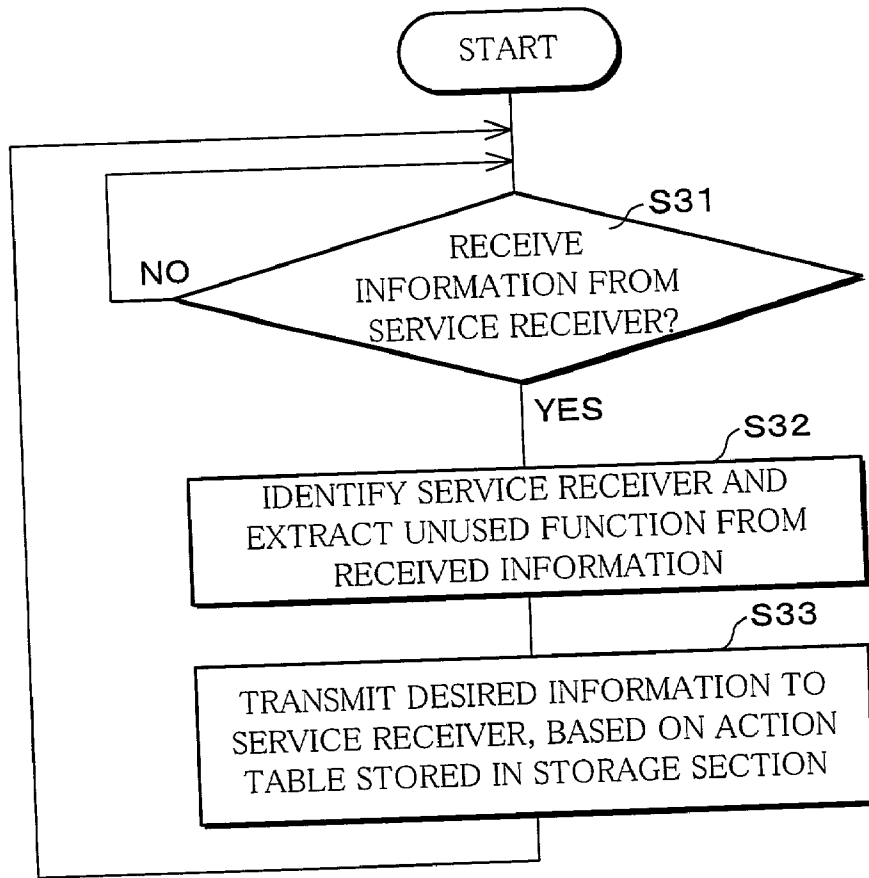 START
S31
RECEIVE
INFORMATION FROM
SERVICE RECEIVER?
NO
YES
S32
IDENTIFY SERVICE RECEIVER AND
EXTRACT UNUSED FUNCTION FROM
RECEIVED INFORMATION
S33
TRANSMIT DESIRED INFORMATION TO
SERVICE RECEIVER, BASED ON ACTION
TABLE STORED IN STORAGE SECTION